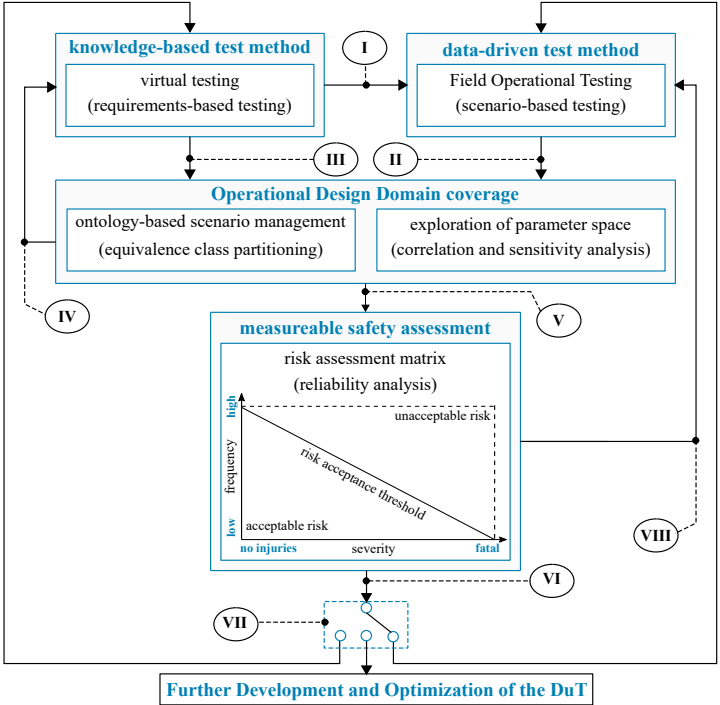 knowledge-based test method
virtual testing
(requirements-based testing)
I
data-driven test method
Field Operational Testing
(scenario-based testing)
III
II
Operational Design Domain coverage
ontology-based scenario management
(equivalence class partitioning)
exploration of parameter space
(correlation and sensitivity analysis)
IV
V
measureable safety assessment
risk assessment matrix
(reliability analysis)
high
unacceptable risk
frequency
risk acceptance threshold
low
acceptable risk
no injuries
severity
fatal
VIII
VI
VII
Further Development and Optimization of the DuT